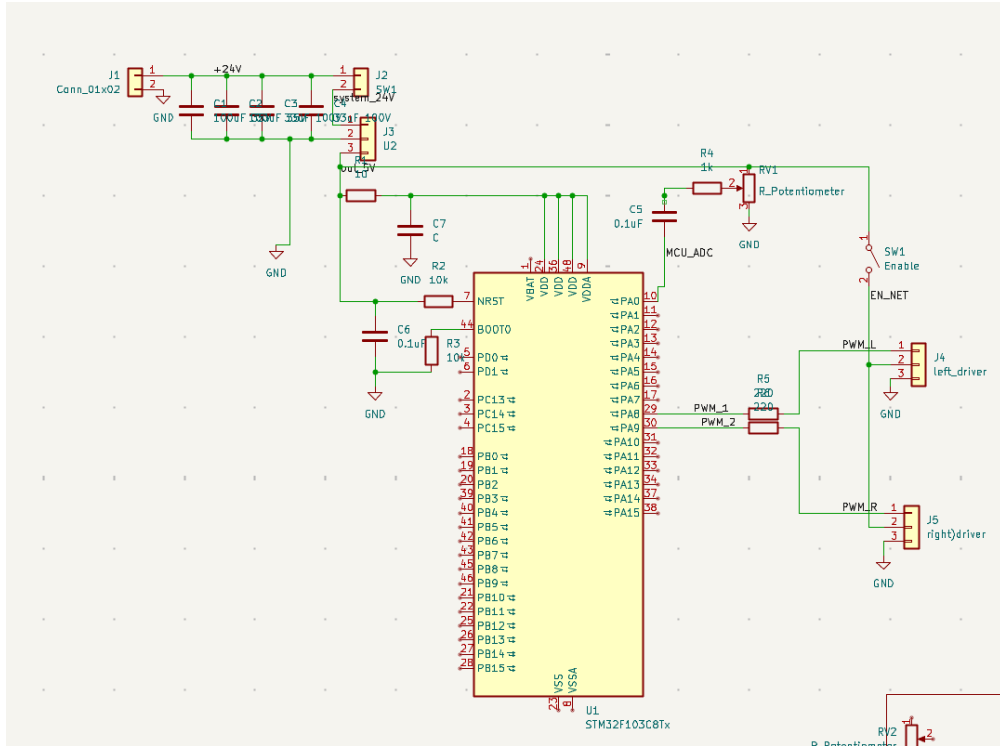 J1
Conn_01x02
1
2
GND
+24V
C1
C2
C3
C4
100V
1
2
J2
SW1
system_24V
1
2
3
J3
U2
out_5V
R1
GND
C7
C
GND
R2
10k
C6
0.1uF
GND
R3
R4
1k
RV1
R_Potentiometer
2
3
GND
C5
0.1uF
MCU_ADC
1
2
SW1
Enable
EN_NET
1
24
36
48
9
VBAT
VDD
VDD
VDD
VDDA
7 NRST
44 BOOT0
5 PD0
6 PD1
2 PC13
3 PC14
4 PC15
18 PB0
19 PB1
20 PB2
39 PB3
40 PB4
41 PB5
42 PB6
43 PB7
45 PB8
46 PB9
21 PB10
22 PB11
25 PB12
26 PB13
27 PB14
28 PB15
PA0 10
PA1 11
PA2 12
PA3 13
PA4 14
PA5 15
PA6 16
PA7 17
PA8 29
PA9 30
PA10 31
PA11 32
PA12 33
PA13 34
PA14 37
PA15 38
VSS
VSSA
23
8
U1
STM32F103C8Tx
PWM_1
PWM_2
R5
220
PWM_L
1
2
3
J4
left_driver
GND
PWM_R
1
2
3
J5
right)driver
GND
RV2
R_Potentiometer
1
2